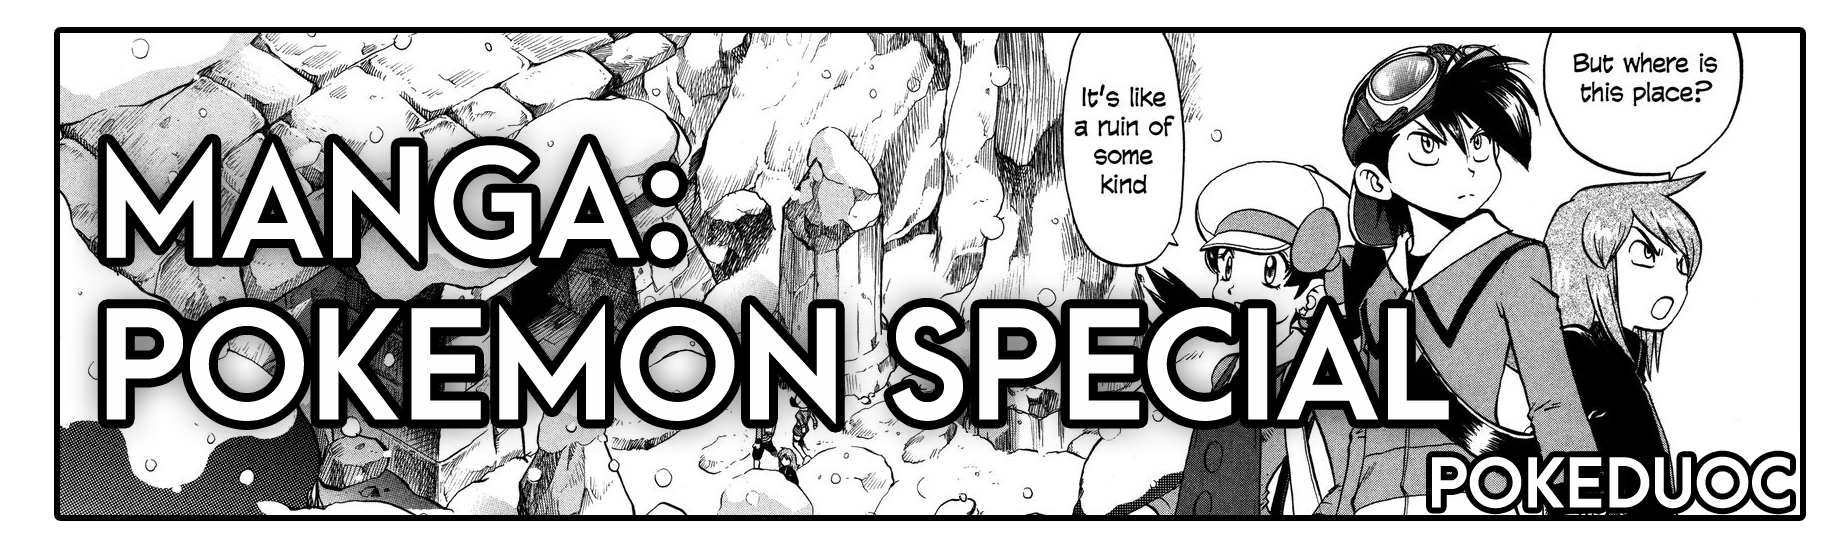 MANGA:
POKEMON SPECIAL
It's like
a ruin of
some
kind
But where is
this place?
POKEDUOC